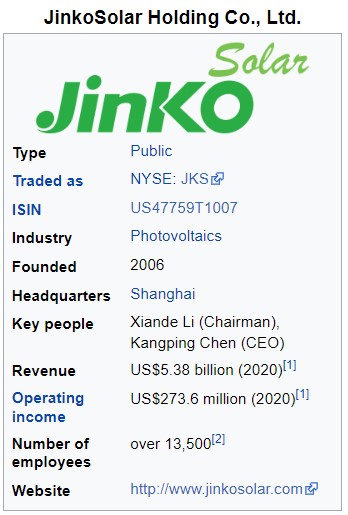 JinkoSolar Holding Co., Ltd.
Solar
JinKO
Type Public
Traded as NYSE: JKS
ISIN US47759T1007
Industry Photovoltaics
Founded 2006
Headquarters Shanghai
Key people Xiande Li (Chairman),
Kangping Chen (CEO)
Revenue US$5.38 billion (2020)[1]
Operating US$273.6 million (2020)[1]
income
Number of over 13,500[2]
employees
Website http://www.jinkosolar.com